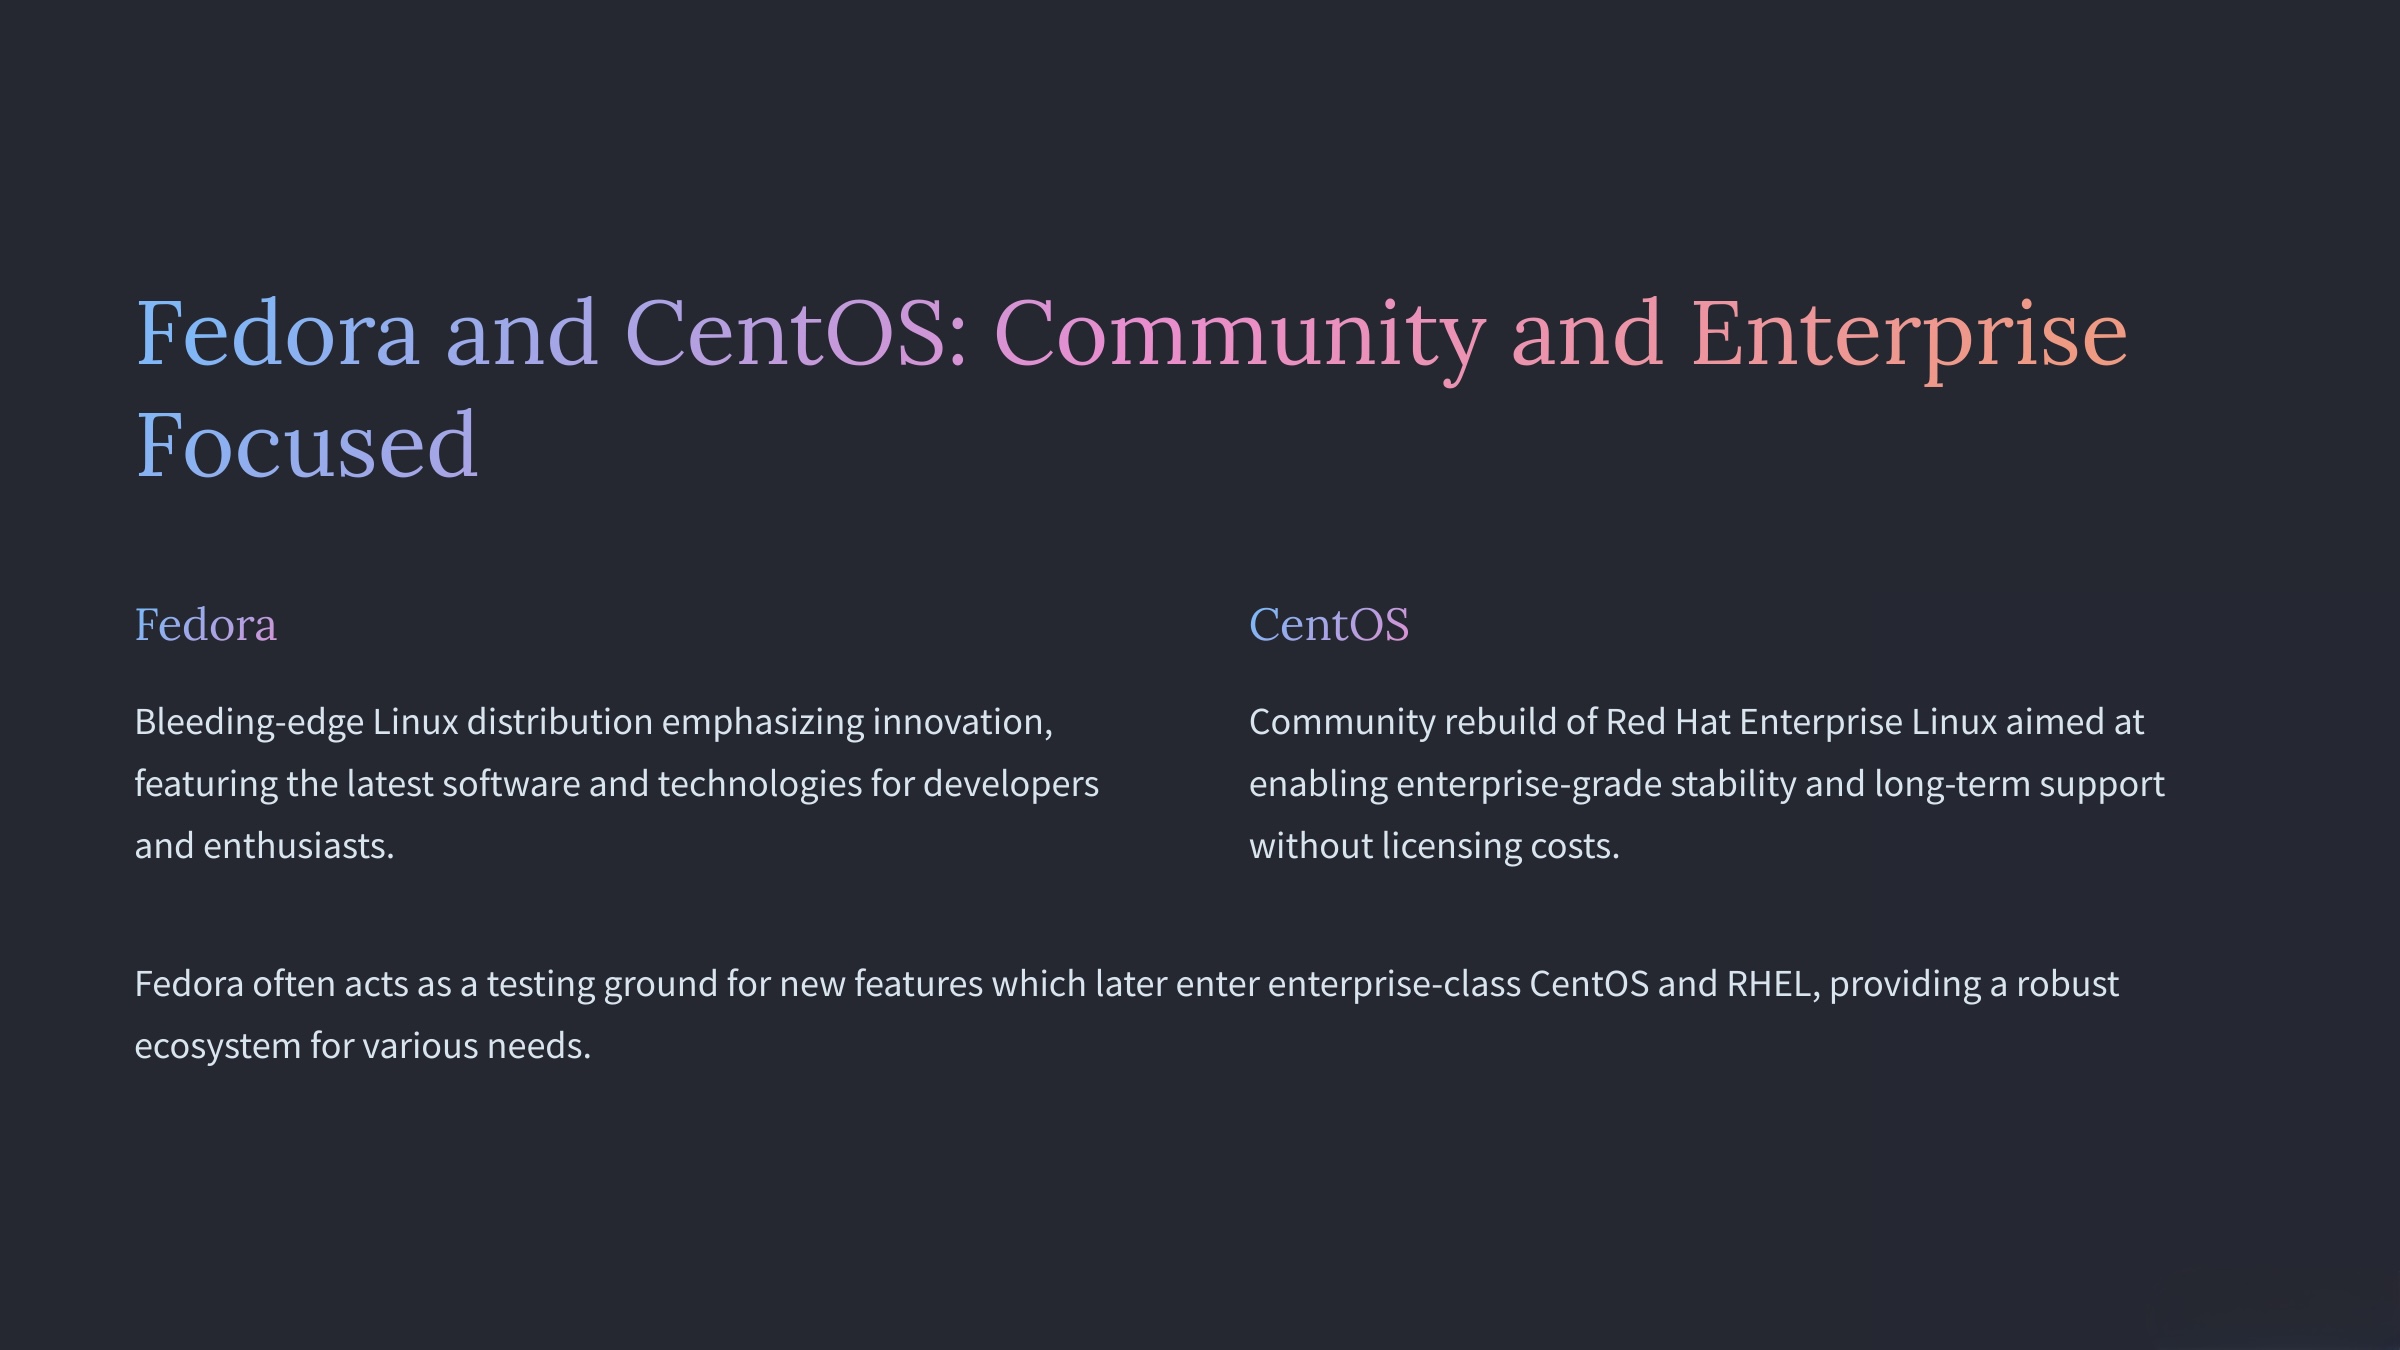 Fedora and CentOS: Community and Enterprise
Focused
Fedora
Bleeding-edge Linux distribution emphasizing innovation,
featuring the latest software and technologies for developers
and enthusiasts.
CentOS
Community rebuild of Red Hat Enterprise Linux aimed at
enabling enterprise-grade stability and long-term support
without licensing costs.
Fedora often acts as a testing ground for new features which later enter enterprise-class CentOS and RHEL, providing a robust
ecosystem for various needs.